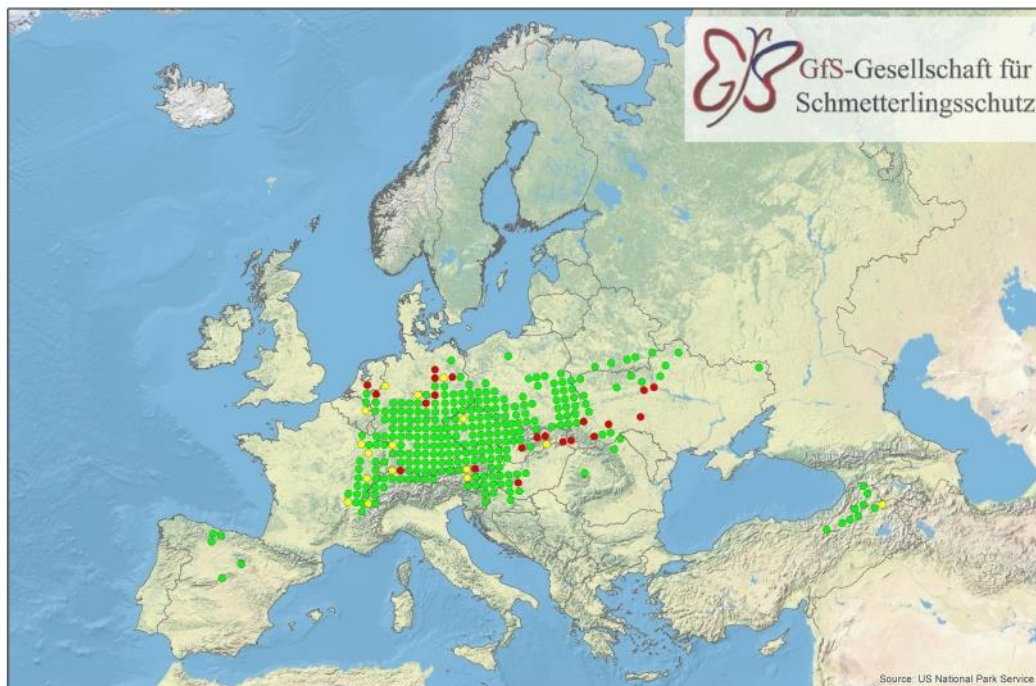 GfS-Gesellschaft für
Schmetterlingsschutz
Source: US National Park Service